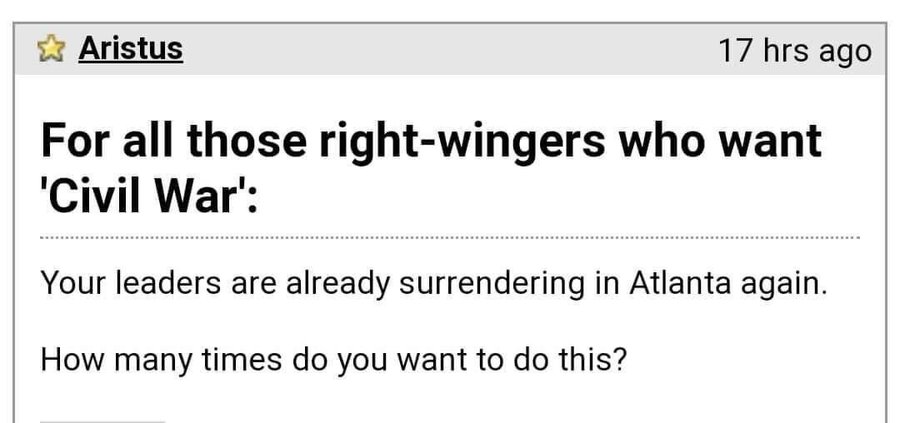 Aristus 17 hrs ago
For all those right-wingers who want
'Civil War':
Your leaders are already surrendering in Atlanta again.
How many times do you want to do this?